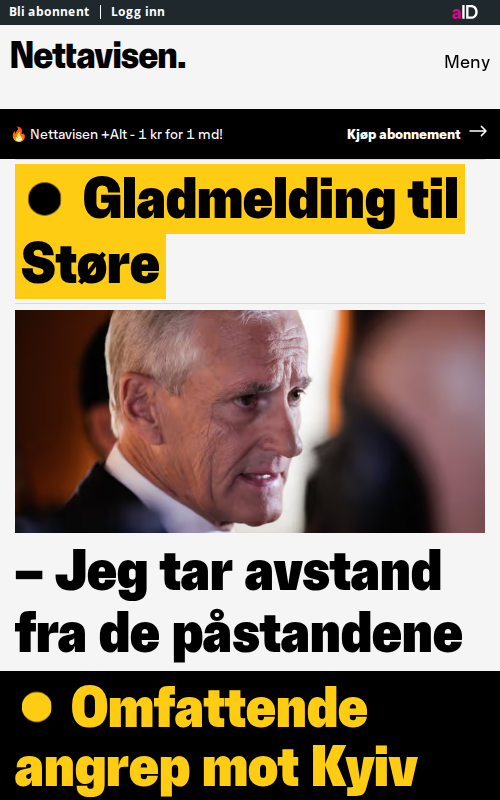 Bli abonnent | Logg inn
aID
Nettavisen.
Meny
🔥 Nettavisen +Alt - 1 kr for 1 md!
Kjøp abonnement →
Gladmelding til
Støre
– Jeg tar avstand
fra de påstandene
Omfattende
angrep mot Kyiv